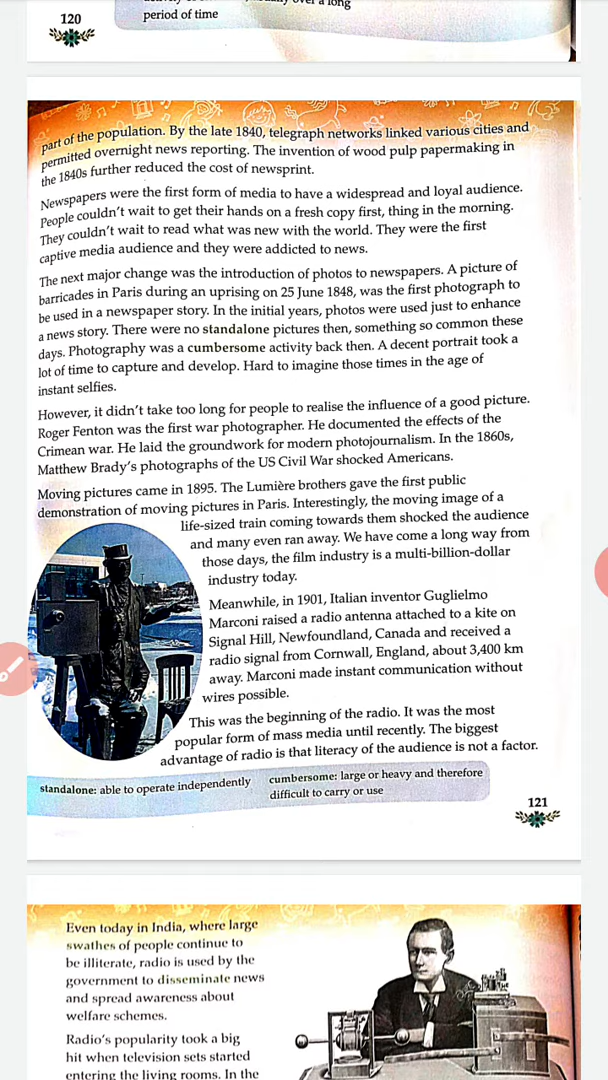 120
period of time
part of the population. By the late 1840, telegraph networks linked various cities and
permitted overnight news reporting. The invention of wood pulp papermaking in
the 1840s further reduced the cost of newsprint.
Newspapers were the first form of media to have a widespread and loyal audience.
People couldn't wait to get their hands on a fresh copy first, thing in the morning.
They couldn't wait to read what was new with the world. They were the first
captive media audience and they were addicted to news.
The next major change was the introduction of photos to newspapers. A picture of
barricades in Paris during an uprising on 25 June 1848, was the first photograph to
be used in a newspaper story. In the initial years, photos were used just to enhance
a news story. There were no standalone pictures then, something so common these
days. Photography was a cumbersome activity back then. A decent portrait took a
lot of time to capture and develop. Hard to imagine those times in the age of
instant selfies.
However, it didn't take too long for people to realise the influence of a good picture.
Roger Fenton was the first war photographer. He documented the effects of the
Crimean war. He laid the groundwork for modern photojournalism. In the 1860s,
Matthew Brady's photographs of the US Civil War shocked Americans.
Moving pictures came in 1895. The Lumière brothers gave the first public
demonstration of moving pictures in Paris. Interestingly, the moving image of a
life-sized train coming towards them shocked the audience
and many even ran away. We have come a long way from
those days, the film industry is a multi-billion-dollar
industry today.
Meanwhile, in 1901, Italian inventor Guglielmo
Marconi raised a radio antenna attached to a kite on
Signal Hill, Newfoundland, Canada and received a
radio signal from Cornwall, England, about 3,400 km
away. Marconi made instant communication without
wires possible.
This was the beginning of the radio. It was the most
popular form of mass media until recently. The biggest
advantage of radio is that literacy of the audience is not a factor.
standalone: able to operate independently
cumbersome: large or heavy and therefore
difficult to carry or use
121
Even today in India, where large
swathes of people continue to
be illiterate, radio is used by the
government to disseminate news
and spread awareness about
welfare schemes.
Radio's popularity took a big
hit when television sets started
entering the living rooms. In the